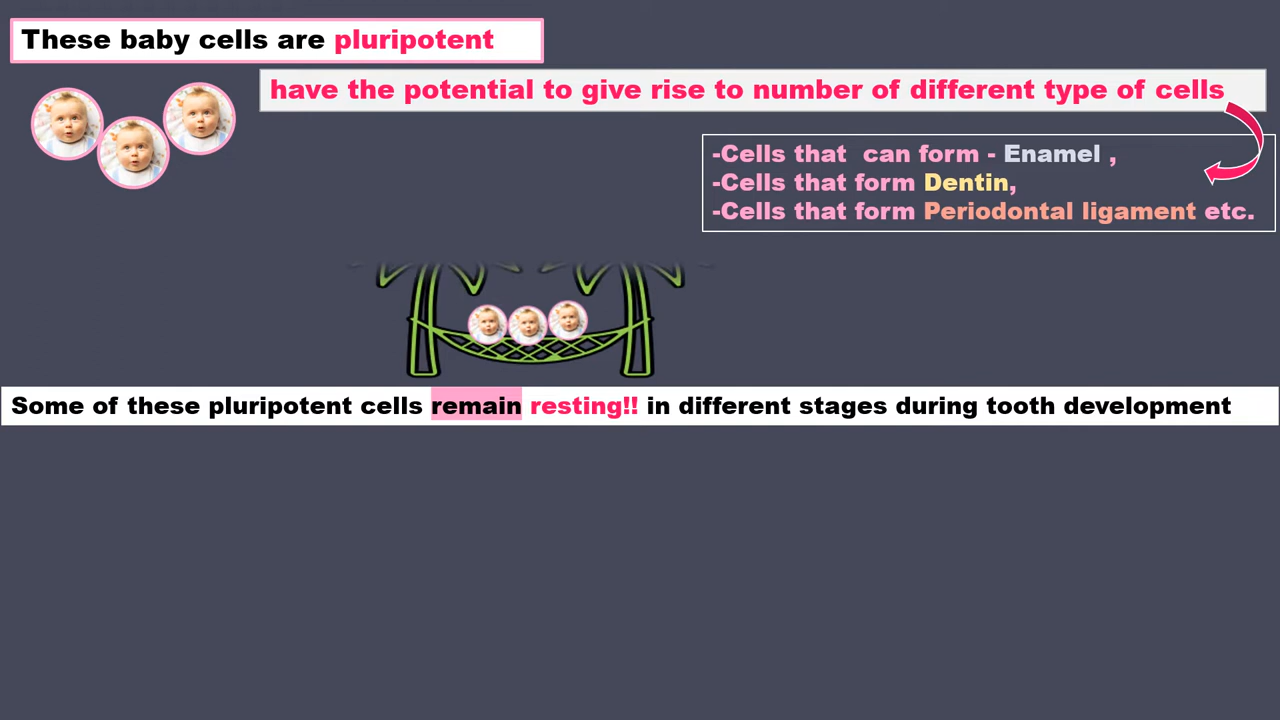 These baby cells are pluripotent
have the potential to give rise to number of different type of cells
-Cells that can form - Enamel ,
-Cells that form Dentin,
-Cells that form Periodontal ligament etc.
Some of these pluripotent cells remain resting!! in different stages during tooth development